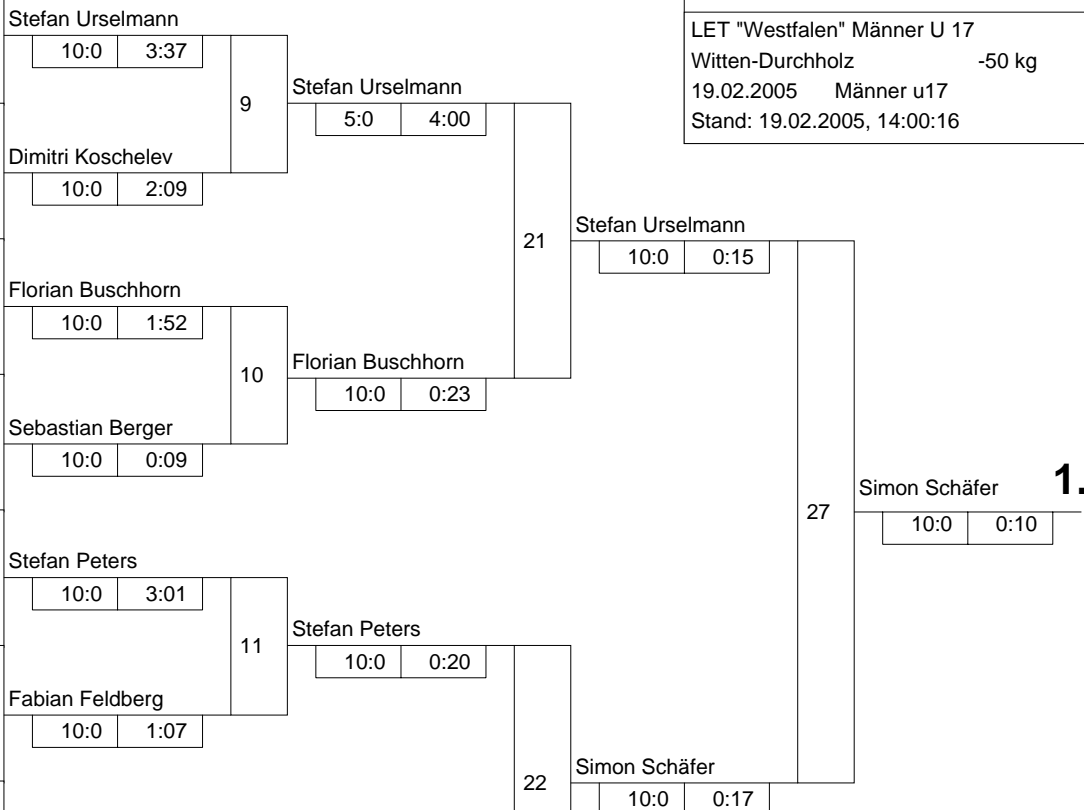 Stefan Urselmann
10:0 3:37
LET "Westfalen" Männer U 17
Witten-Durchholz -50 kg
19.02.2005 Männer u17
Stand: 19.02.2005, 14:00:16
9
Stefan Urselmann
5:0 4:00
Dimitri Koschelev
10:0 2:09
21
Stefan Urselmann
10:0 0:15
Florian Buschhorn
10:0 1:52
10
Florian Buschhorn
10:0 0:23
Sebastian Berger
10:0 0:09
27
Simon Schäfer 1.
10:0 0:10
Stefan Peters
10:0 3:01
11
Stefan Peters
10:0 0:20
Fabian Feldberg
10:0 1:07
22
Simon Schäfer
10:0 0:17